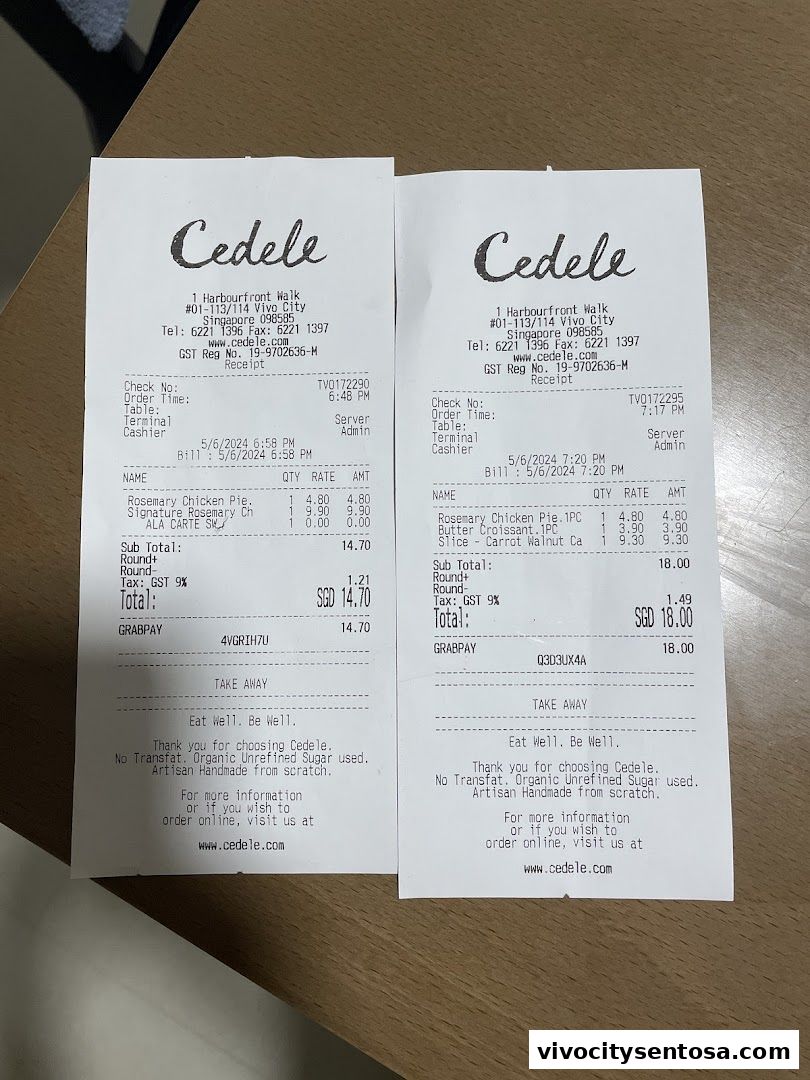 Cedele
1 Harbourfront Walk
#01-113/114 Vivo City
Singapore 098585
Tel: 6221 1396 Fax: 6221 1397
www.cedele.com
GST Reg No. 19-9702636-M
Receipt
Check No: TV0172290
Order Time: 6:48 PM
Table:
Terminal Server
Cashier Admin
5/6/2024 6:58 PM
Bill : 5/6/2024 6:58 PM
NAME QTY RATE AMT
Rosemary Chicken Pie. 1 4.80 4.80
Signature Rosemary Ch 1 9.90 9.90
ALA CARTE SW 1 0.00 0.00
Sub Total: 14.70
Round+
Round-
Tax: GST 9% 1.21
Total: SGD 14.70
GRABPAY 14.70
4VGRIH7U
TAKE AWAY
Eat Well. Be Well.
Thank you for choosing Cedele.
No Transfat. Organic Unrefined Sugar used.
Artisan Handmade from scratch.
For more information
or if you wish to
order online, visit us at
www.cedele.com
Cedele
1 Harbourfront Walk
#01-113/114 Vivo City
Singapore 098585
Tel: 6221 1396 Fax: 6221 1397
www.cedele.com
GST Reg No. 19-9702636-M
Receipt
Check No: TV0172295
Order Time: 7:17 PM
Table:
Terminal Server
Cashier Admin
5/6/2024 7:20 PM
Bill : 5/6/2024 7:20 PM
NAME QTY RATE AMT
Rosemary Chicken Pie.1PC 1 4.80 4.80
Butter Croissant.1PC 1 3.90 3.90
Slice - Carrot Walnut Ca 1 9.30 9.30
Sub Total: 18.00
Round+
Round-
Tax: GST 9% 1.49
Total: SGD 18.00
GRABPAY 18.00
Q3D3UX4A
TAKE AWAY
Eat Well. Be Well.
Thank you for choosing Cedele.
No Transfat. Organic Unrefined Sugar used.
Artisan Handmade from scratch.
For more information
or if you wish to
order online, visit us at
www.cedele.com
vivocitysentosa.com